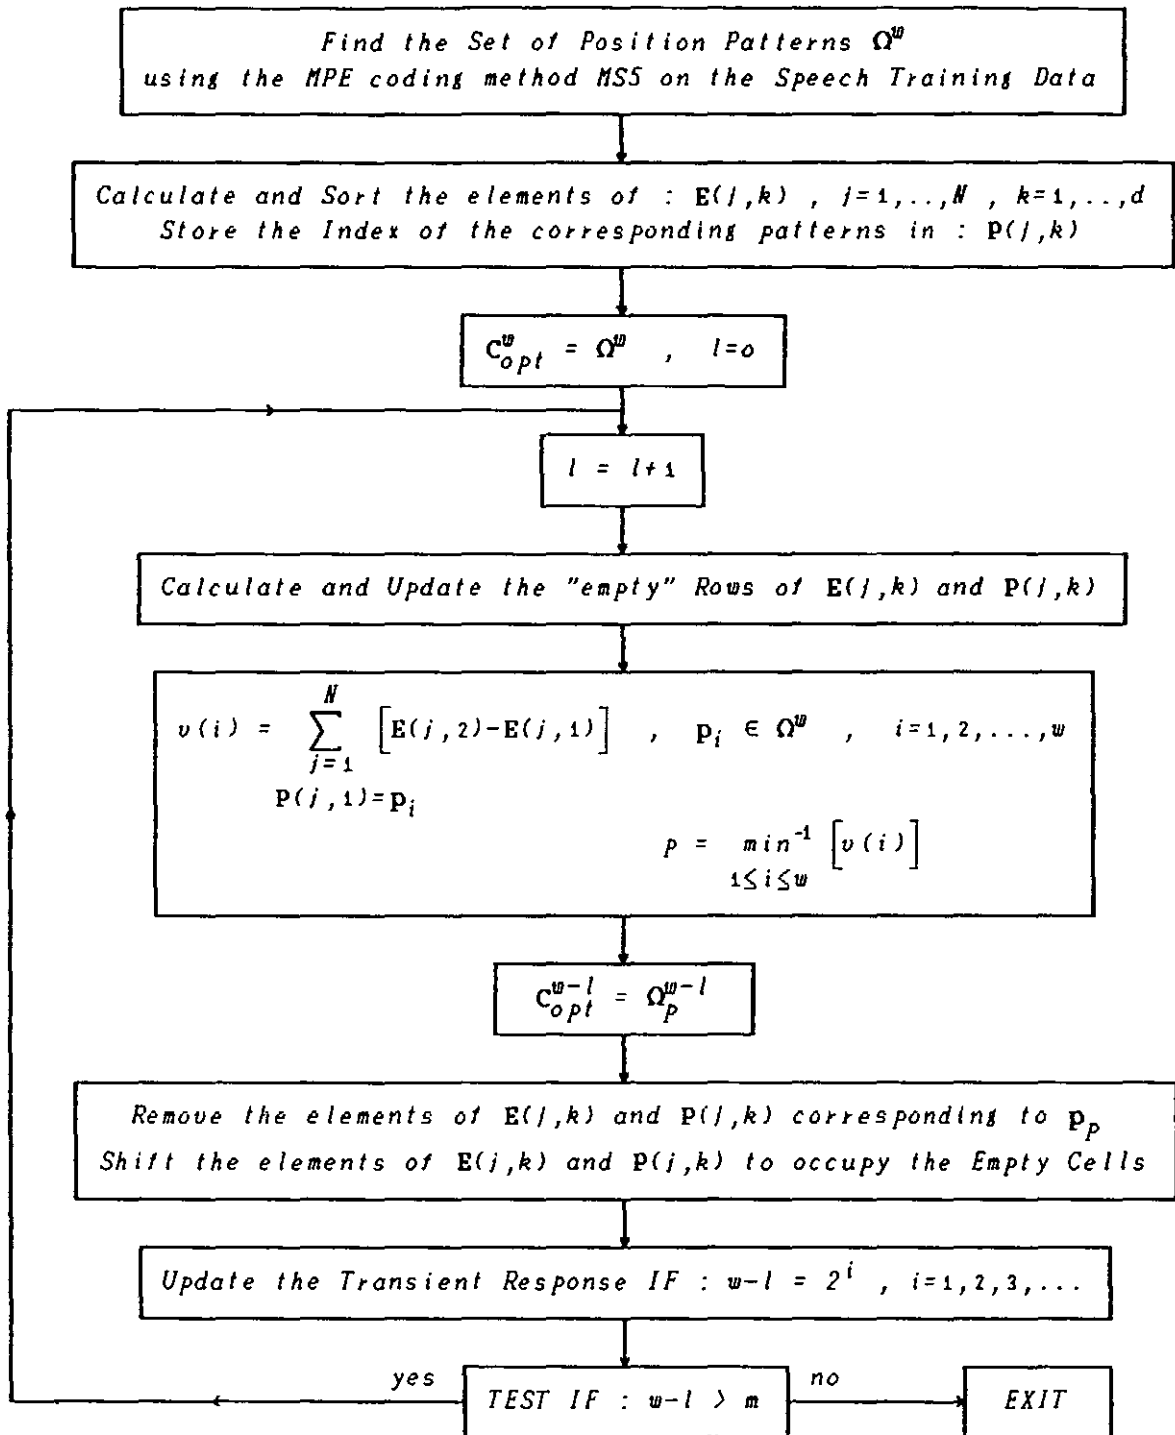 Find the Set of Position Patterns Ω^w
using the MPE coding method MS5 on the Speech Training Data
Calculate and Sort the elements of : E(j,k) , j=1,..,N , k=1,..,d
Store the Index of the corresponding patterns in : P(j,k)
C^w_opt = Ω^w , l=o
l = l+1
Calculate and Update the "empty" Rows of E(j,k) and P(j,k)
v(i) = ∑_{j=1}^{N} [E(j,2)-E(j,1)] , p_i ∈ Ω^w , i=1,2,...,w
P(j,1)=p_i
p = min^-1 [v(i)]
1≤i≤w
C^{w-l}_opt = Ω^{w-l}_p
Remove the elements of E(j,k) and P(j,k) corresponding to p_p
Shift the elements of E(j,k) and P(j,k) to occupy the Empty Cells
Update the Transient Response IF : w-l = 2^i , i=1,2,3,...
yes
TEST IF : w-l > m
no
EXIT